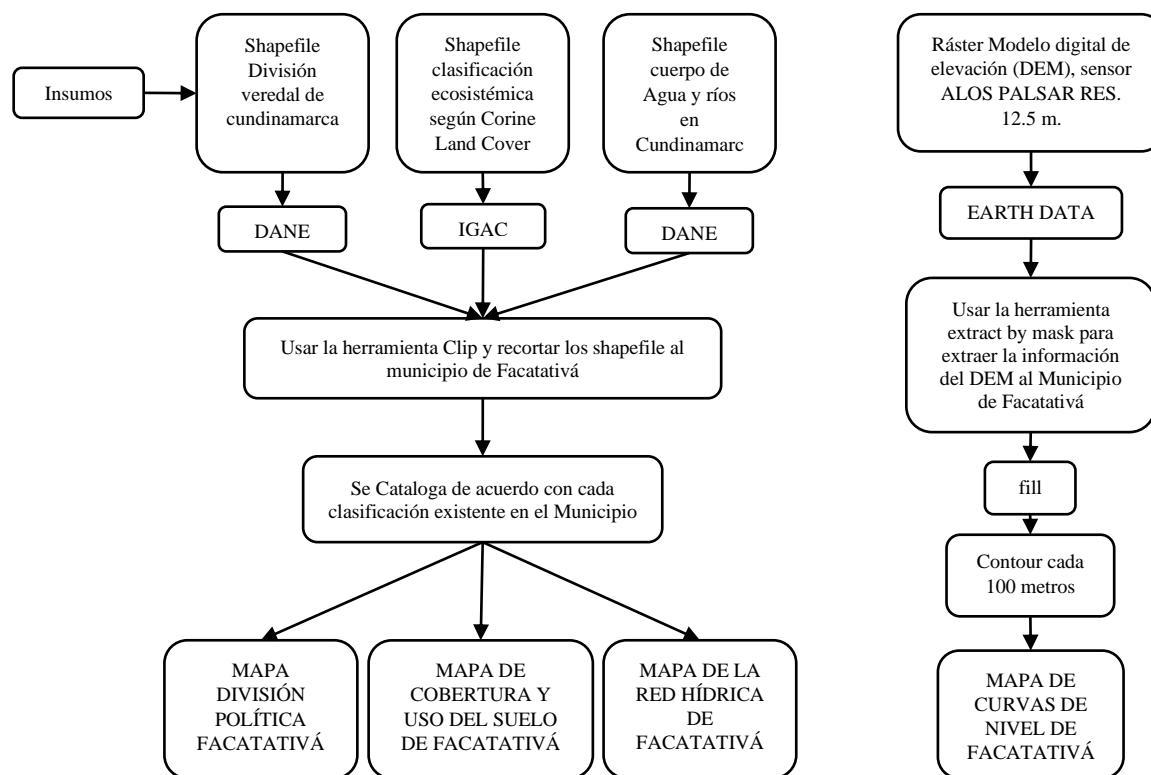 Insumos
Shapefile
División
veredal de
cundinamarca
Shapefile
clasificación
ecosistémica
según Corine
Land Cover
Shapefile
cuerpo de
Agua y ríos
en
Cundinamarc
DANE
IGAC
DANE
Usar la herramienta Clip y recortar los shapefile al
municipio de Facatativá
Se Cataloga de acuerdo con cada
clasificación existente en el Municipio
MAPA
DIVISIÓN
POLÍTICA
FACATATIVÁ
MAPA DE
COBERTURA Y
USO DEL SUELO
DE FACATATIVÁ
MAPA DE LA
RED HÍDRICA
DE
FACATATIVÁ
Ráster Modelo digital de
elevación (DEM), sensor
ALOS PALSAR RES.
12.5 m.
EARTH DATA
Usar la herramienta
extract by mask para
extraer la información
del DEM al Municipio
de Facatativá
fill
Contour cada
100 metros
MAPA DE
CURVAS DE
NIVEL DE
FACATATIVÁ